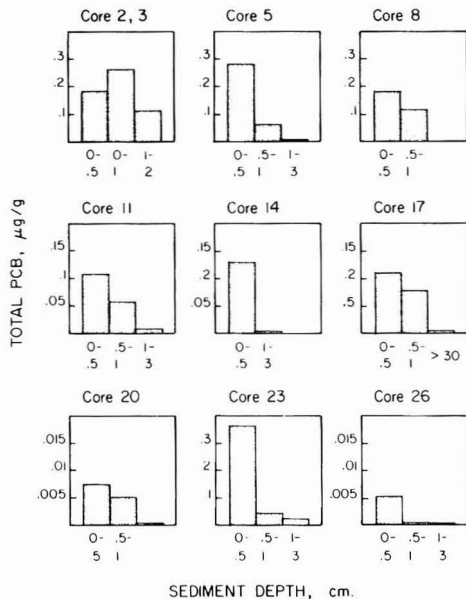 Core 2, 3
.3
.2
.1
0- 0- 1-
.5 1 2
Core 5
.3
.2
.1
0- .5- 1-
.5 1 3
Core 8
.3
.2
.1
0- .5-
.5 1
TOTAL PCB, µg/g
Core 11
.15
.1
.05
0- .5- 1-
.5 1 3
Core 14
.15
.1
.05
0- 1-
.5 3
Core 17
.15
.2
.5
0- .5-
.5 1 > 30
Core 20
.015
.01
.005
0- .5-
5 1
Core 23
.3
2
1
0- .5- 1-
.5 1 3
Core 26
.015
.01
.005
0- .5- 1-
.5 1 3
SEDIMENT DEPTH, cm.